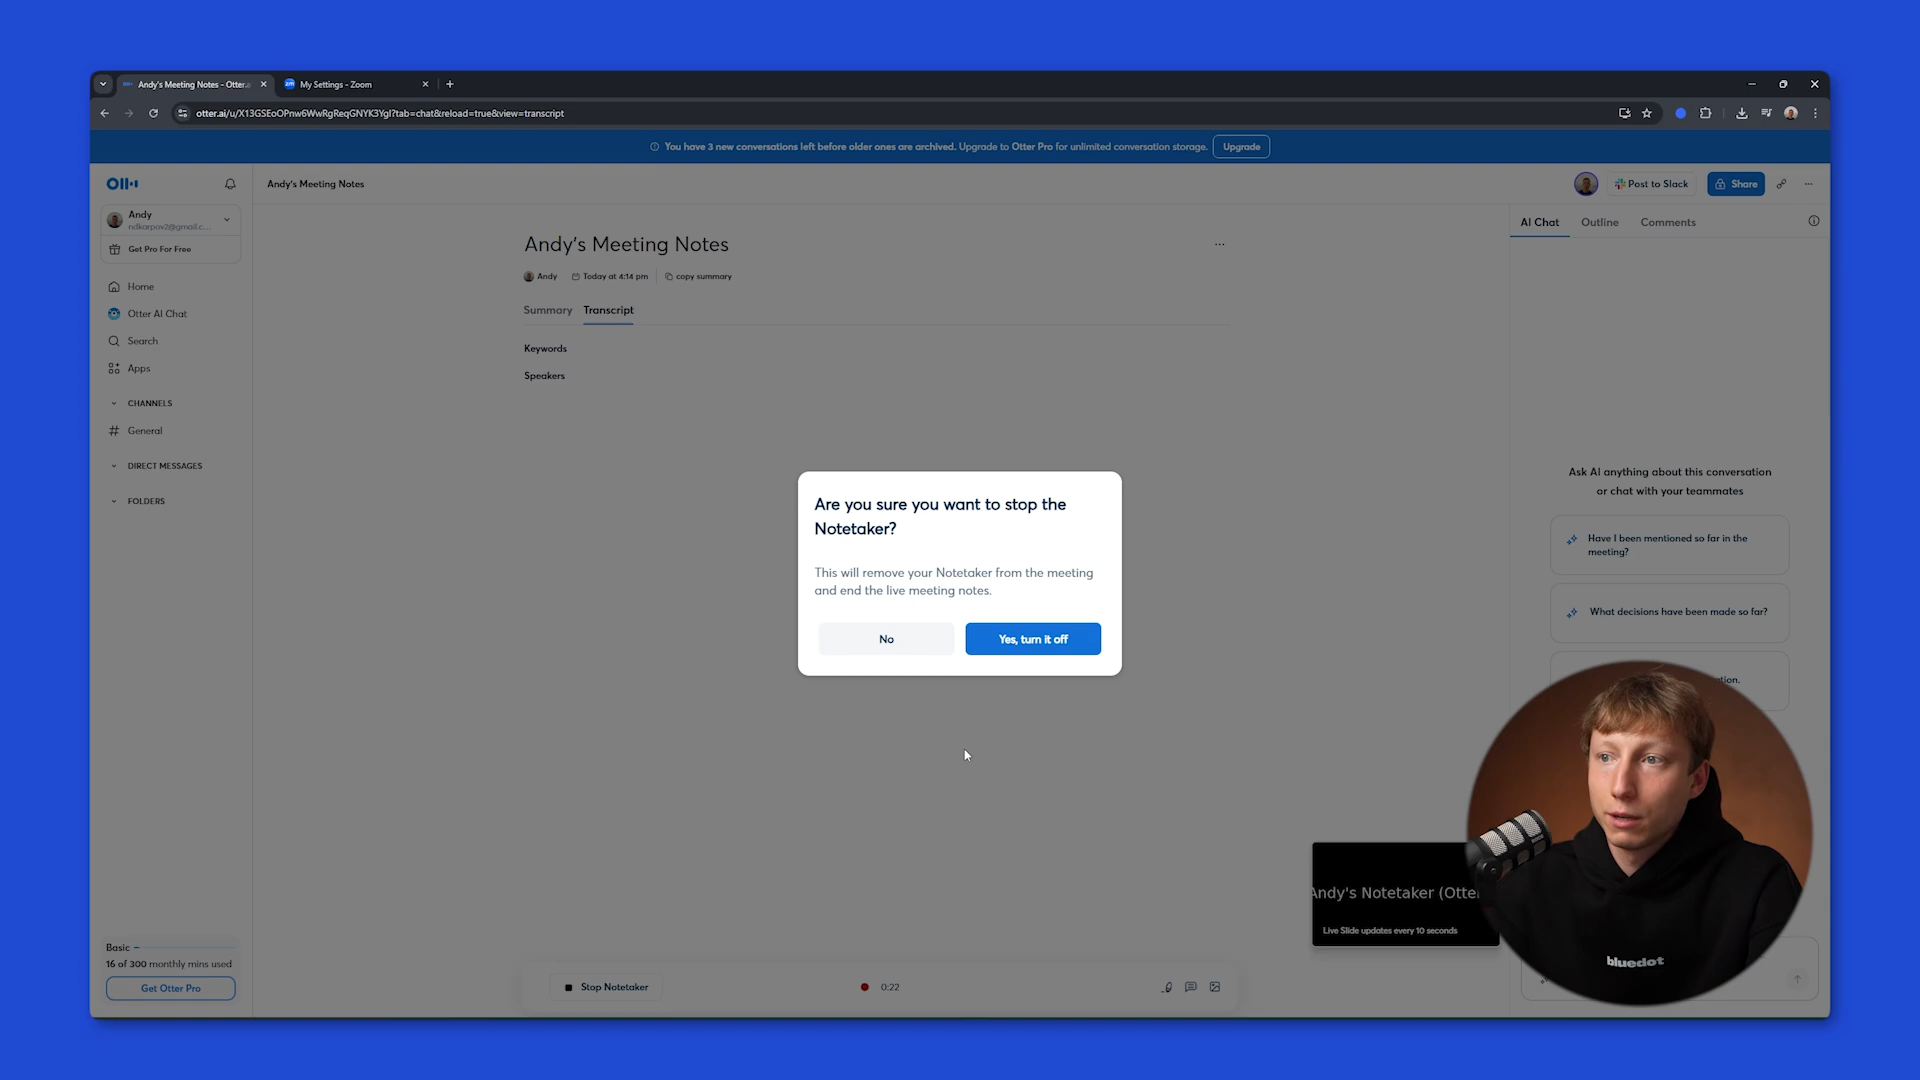 Andy's Meeting Notes - Otter.a
My Settings - Zoom
otter.ai/u/X13GSEoOPnw6WwRgReqGNYK3YgI?tab=chat&reload=true&view=transcript
You have 3 new conversations left before older ones are archived. Upgrade to Otter Pro for unlimited conversation storage.
Upgrade
Andy's Meeting Notes
Post to Slack
Share
Andy
ndkarpov2@gmail.c...
Get Pro For Free
Home
Otter AI Chat
Search
Apps
CHANNELS
General
DIRECT MESSAGES
FOLDERS
Basic
16 of 300 monthly mins used
Get Otter Pro
Andy's Meeting Notes
Andy
Today at 4:14 pm
copy summary
Summary
Transcript
Keywords
Speakers
Are you sure you want to stop the
Notetaker?
This will remove your Notetaker from the meeting
and end the live meeting notes.
No
Yes, turn it off
Stop Notetaker
0:22
AI Chat
Outline
Comments
Ask AI anything about this conversation
or chat with your teammates
Have I been mentioned so far in the
meeting?
What decisions have been made so far?
Andy's Notetaker (Otte
Live Slide updates every 10 seconds
bluedot